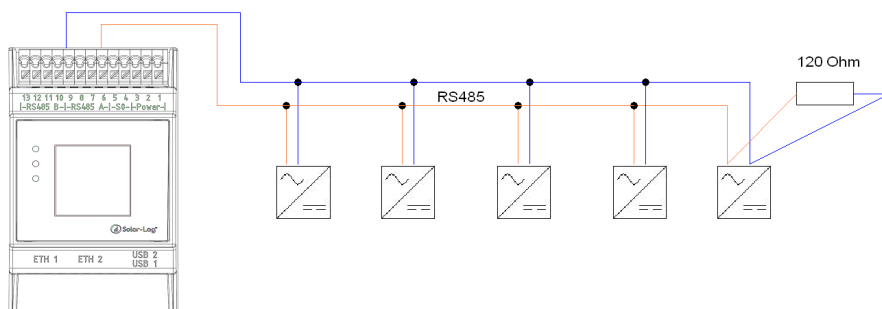 120 Ohm
RS485
13 12 11 10 9 8 7 6 5 4 3 2 1
|-RS485 B-|-RS485 A-|-S0-|-Power-|
Solar-Log™
ETH 1 ETH 2 USB 2
USB 1